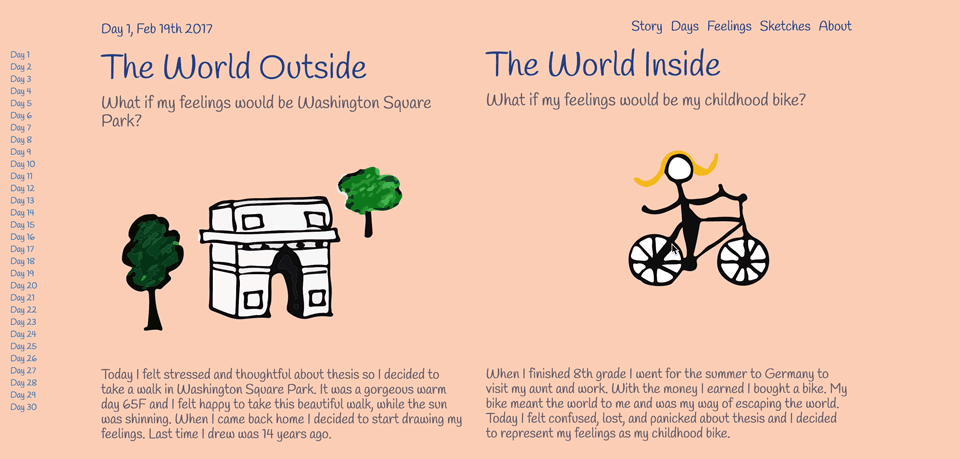 Day 1, Feb 19th 2017
Story Days Feelings Sketches About
Day 1
Day 2
Day 3
Day 4
Day 5
Day 6
Day 7
Day 8
Day 9
Day 10
Day 11
Day 12
Day 13
Day 14
Day 15
Day 16
Day 17
Day 18
Day 19
Day 20
Day 21
Day 22
Day 23
Day 24
Day 25
Day 26
Day 27
Day 28
Day 29
Day 30
The World Outside
What if my feelings would be Washington Square
Park?
Today I felt stressed and thoughtful about thesis so I decided to
take a walk in Washington Square Park. It was a gorgeous warm
day 65F and I felt happy to take this beautiful walk, while the sun
was shinning. When I came back home I decided to start drawing my
feelings. Last time I drew was 14 years ago.
The World Inside
What if my feelings would be my childhood bike?
When I finished 8th grade I went for the summer to Germany to
visit my aunt and work. With the money I earned I bought a bike. My
bike meant the world to me and was my way of escaping the world.
Today I felt confused, lost, and panicked about thesis and I decided
to represent my feelings as my childhood bike.